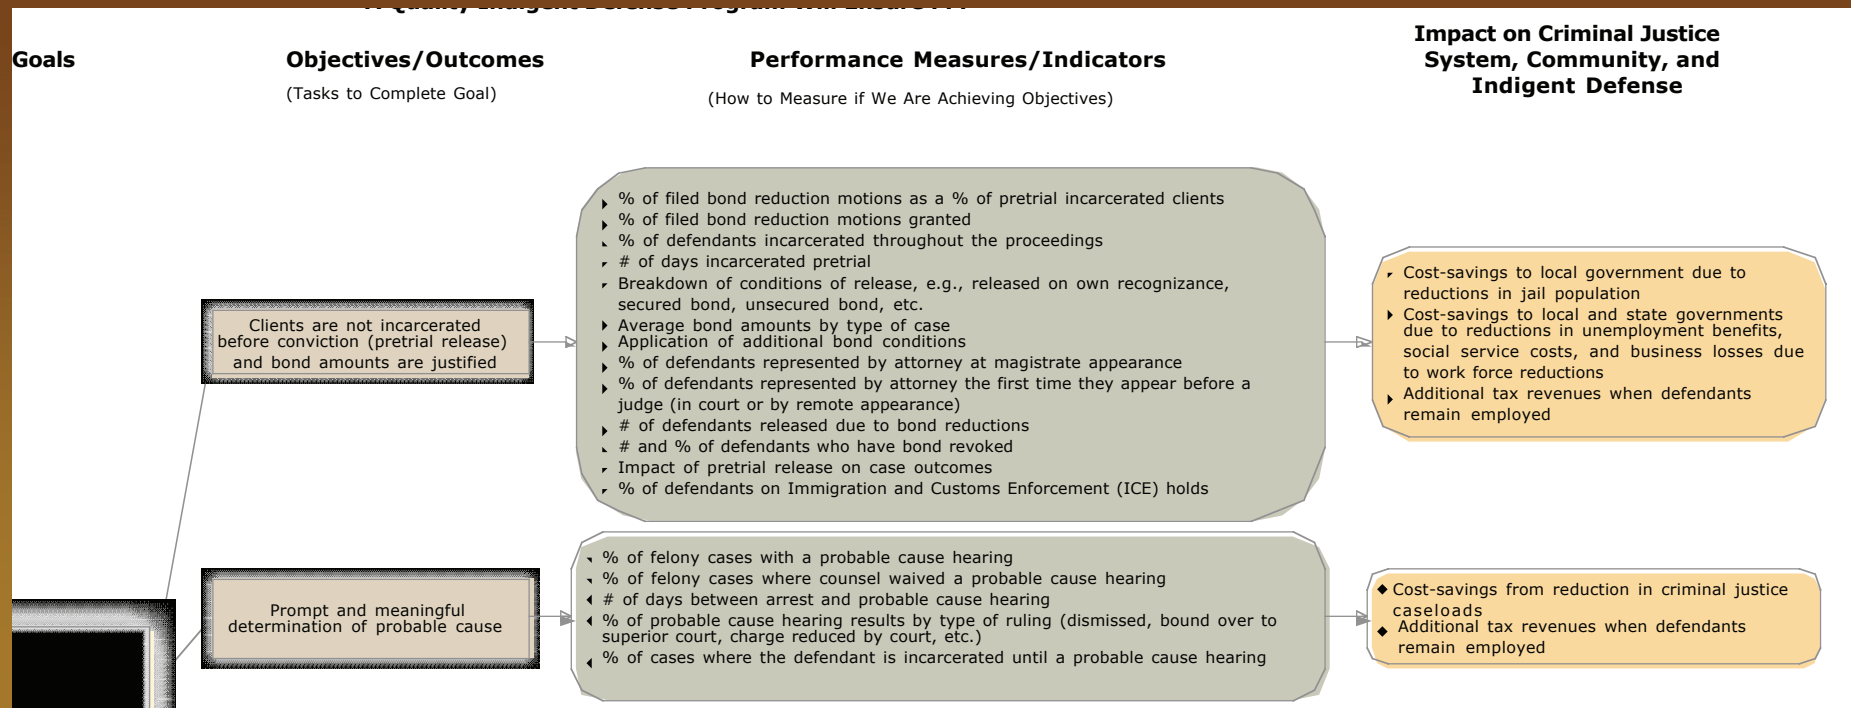 A Quality Indigent Defense Program Will Ensure . . .
Goals
Objectives/Outcomes
(Tasks to Complete Goal)
Performance Measures/Indicators
(How to Measure if We Are Achieving Objectives)
Impact on Criminal Justice
System, Community, and
Indigent Defense
Clients are not incarcerated
before conviction (pretrial release)
and bond amounts are justified
% of filed bond reduction motions as a % of pretrial incarcerated clients
% of filed bond reduction motions granted
% of defendants incarcerated throughout the proceedings
# of days incarcerated pretrial
Breakdown of conditions of release, e.g., released on own recognizance,
secured bond, unsecured bond, etc.
Average bond amounts by type of case
Application of additional bond conditions
% of defendants represented by attorney at magistrate appearance
% of defendants represented by attorney the first time they appear before a
judge (in court or by remote appearance)
# of defendants released due to bond reductions
# and % of defendants who have bond revoked
Impact of pretrial release on case outcomes
% of defendants on Immigration and Customs Enforcement (ICE) holds
Cost-savings to local government due to
reductions in jail population
Cost-savings to local and state governments
due to reductions in unemployment benefits,
social service costs, and business losses due
to work force reductions
Additional tax revenues when defendants
remain employed
Prompt and meaningful
determination of probable cause
% of felony cases with a probable cause hearing
% of felony cases where counsel waived a probable cause hearing
# of days between arrest and probable cause hearing
% of probable cause hearing results by type of ruling (dismissed, bound over to
superior court, charge reduced by court, etc.)
% of cases where the defendant is incarcerated until a probable cause hearing
Cost-savings from reduction in criminal justice
caseloads
Additional tax revenues when defendants
remain employed